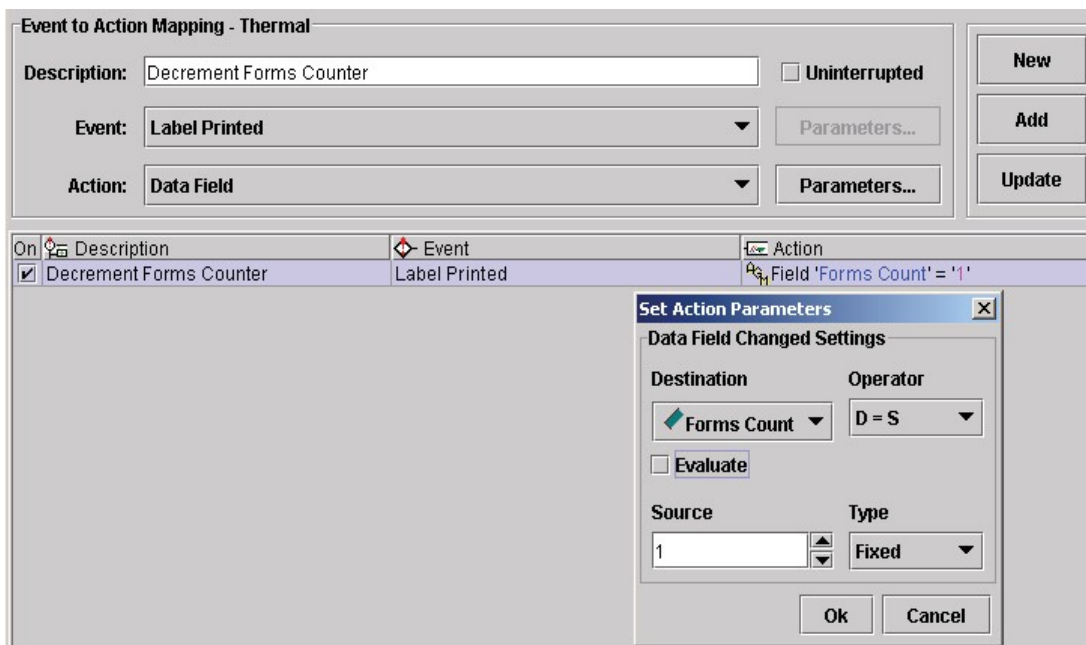 Event to Action Mapping - Thermal
Description: Decrement Forms Counter Uninterrupted New
Event: Label Printed Parameters... Add
Action: Data Field Parameters... Update
On Description Event Action
Decrement Forms Counter Label Printed Field 'Forms Count' = '1'
Set Action Parameters
Data Field Changed Settings
Destination Operator
Forms Count D = S
Evaluate
Source Type
1 Fixed
Ok Cancel